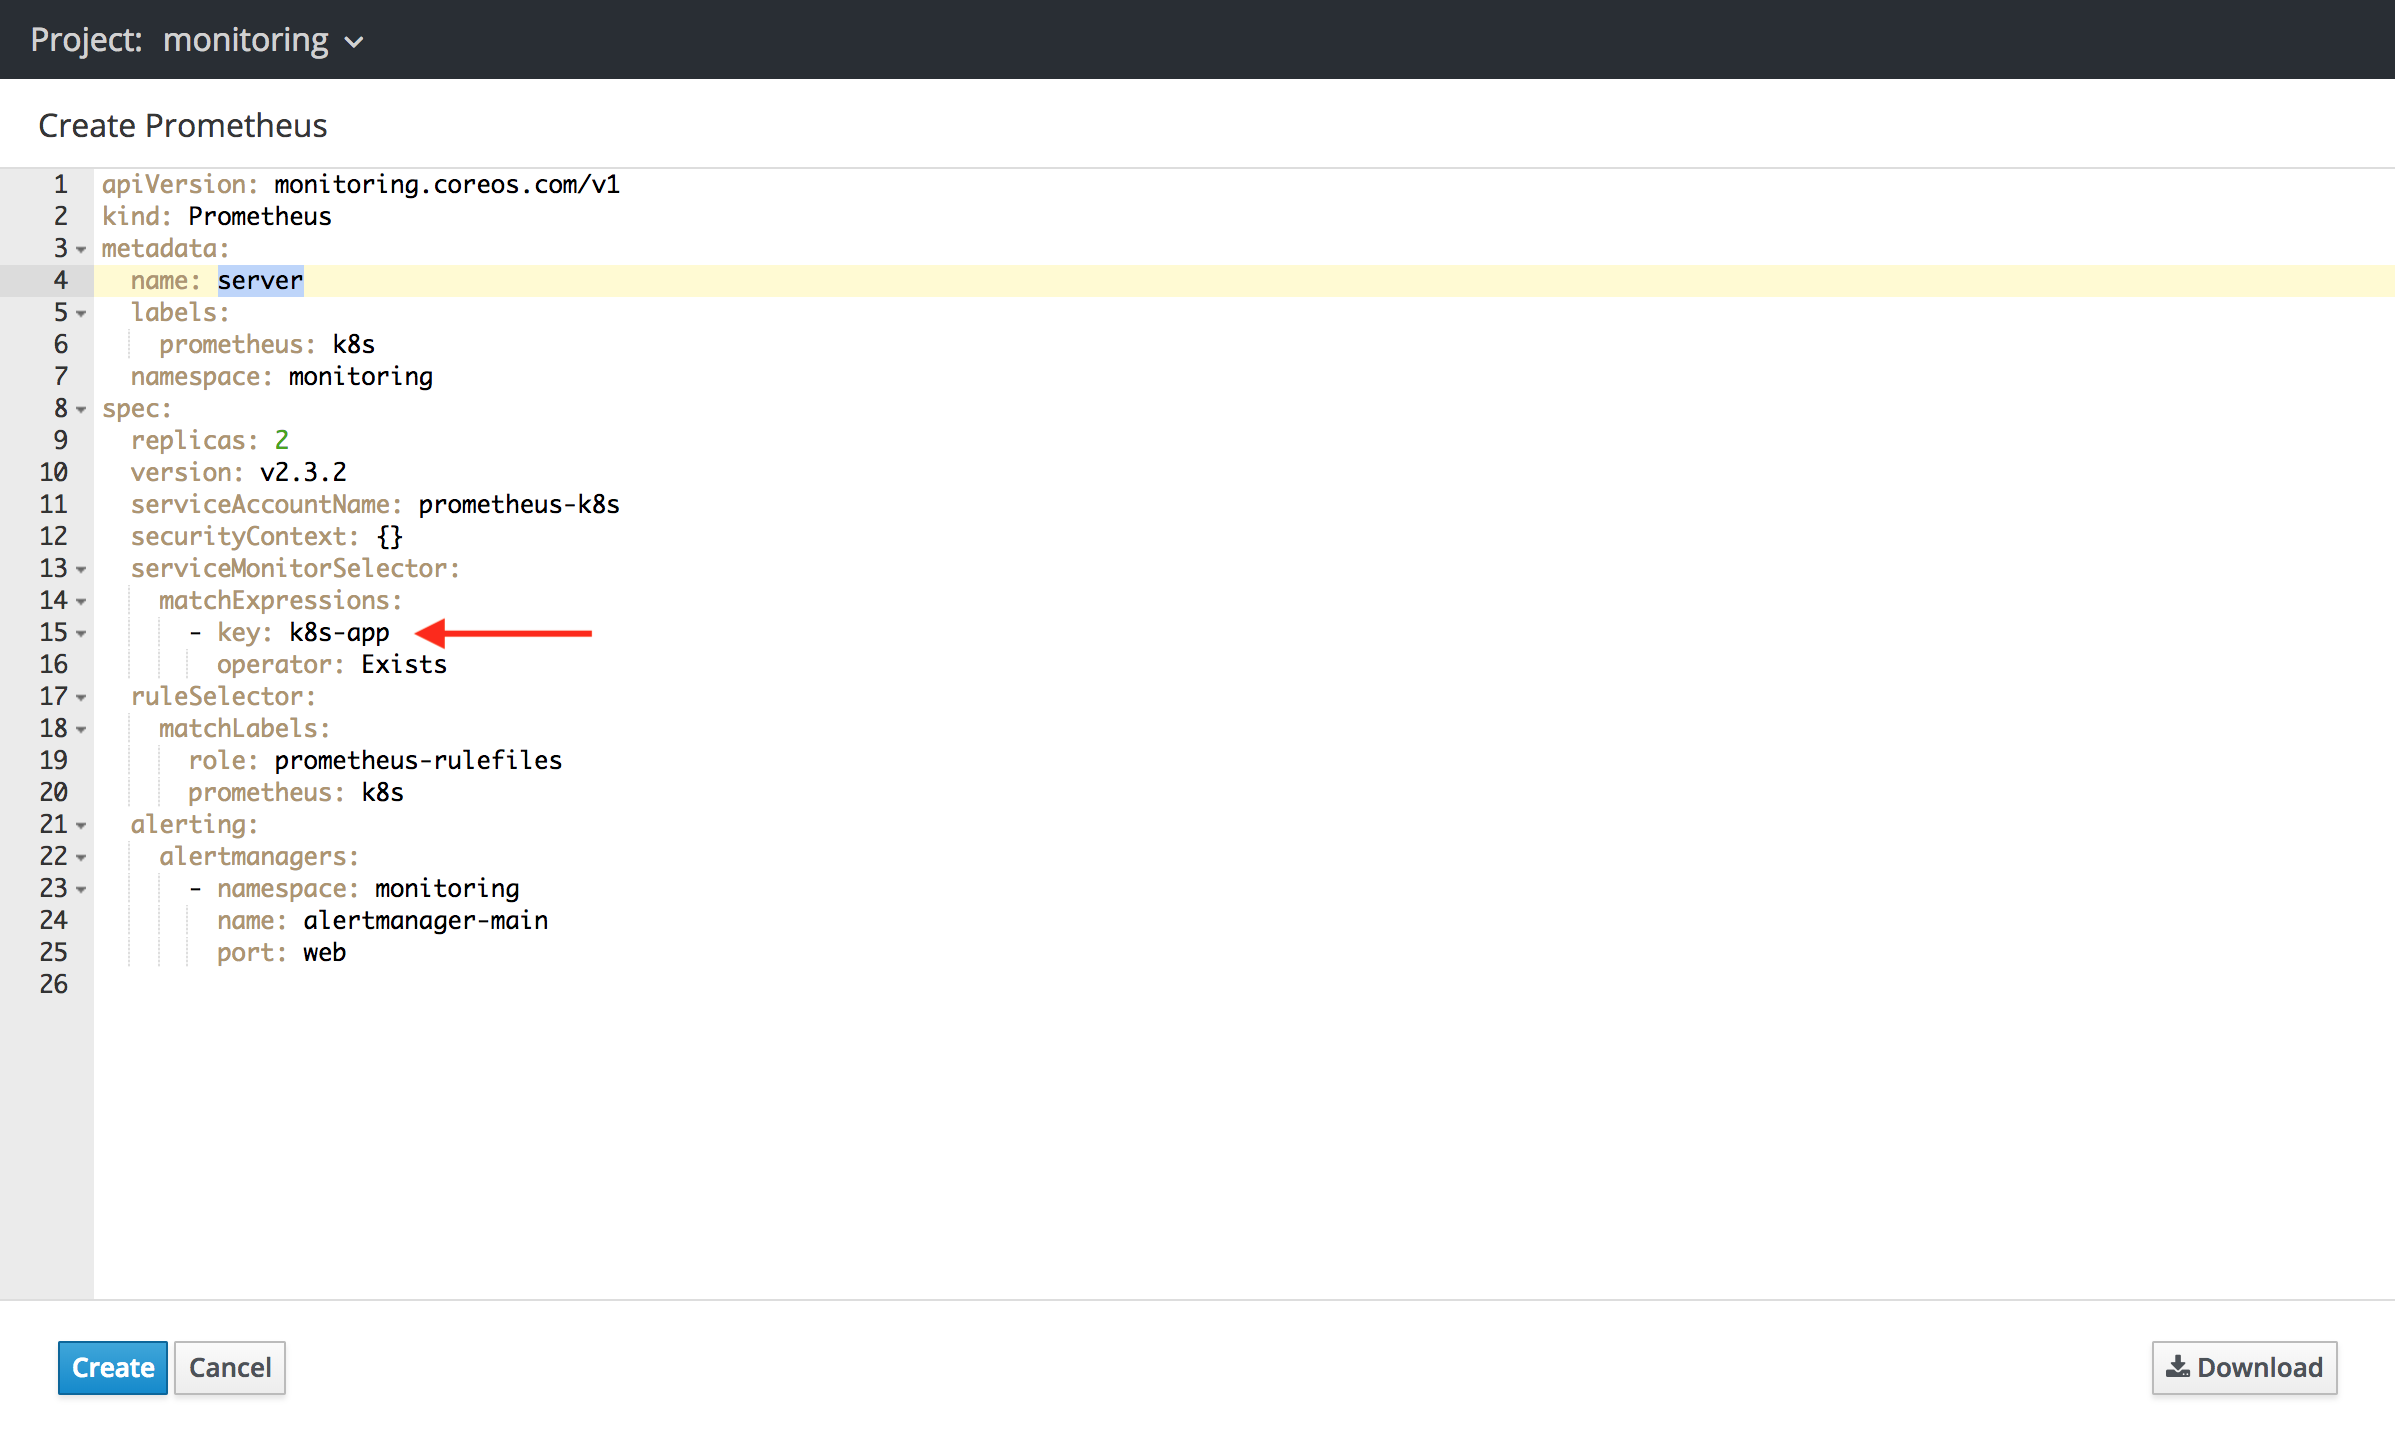 Project: monitoring
Create Prometheus
1 apiVersion: monitoring.coreos.com/v1
2 kind: Prometheus
3 metadata:
4   name: server
5   labels:
6     prometheus: k8s
7   namespace: monitoring
8 spec:
9   replicas: 2
10   version: v2.3.2
11   serviceAccountName: prometheus-k8s
12   securityContext: {}
13   serviceMonitorSelector:
14     matchExpressions:
15       - key: k8s-app
16         operator: Exists
17   ruleSelector:
18     matchLabels:
19       role: prometheus-rulefiles
20       prometheus: k8s
21   alerting:
22     alertmanagers:
23       - namespace: monitoring
24         name: alertmanager-main
25         port: web
26
Create Cancel Download